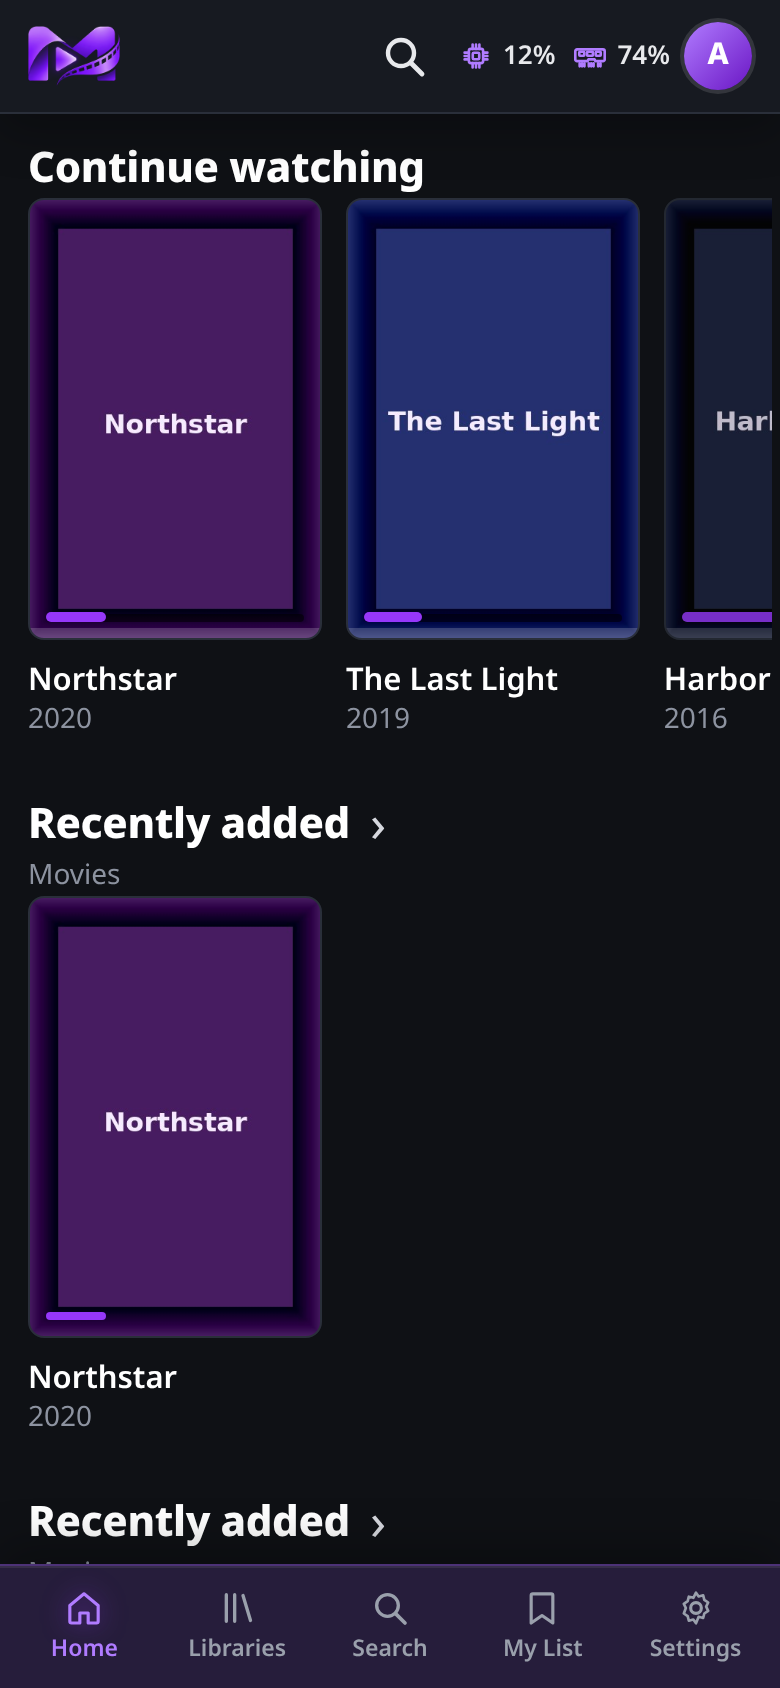 12% 74% A
Continue watching
Northstar The Last Light
Northstar The Last Light Harbor
2020 2019 2016
Recently added ›
Movies
Northstar
Northstar
2020
Recently added ›
Home Libraries Search My List Settings